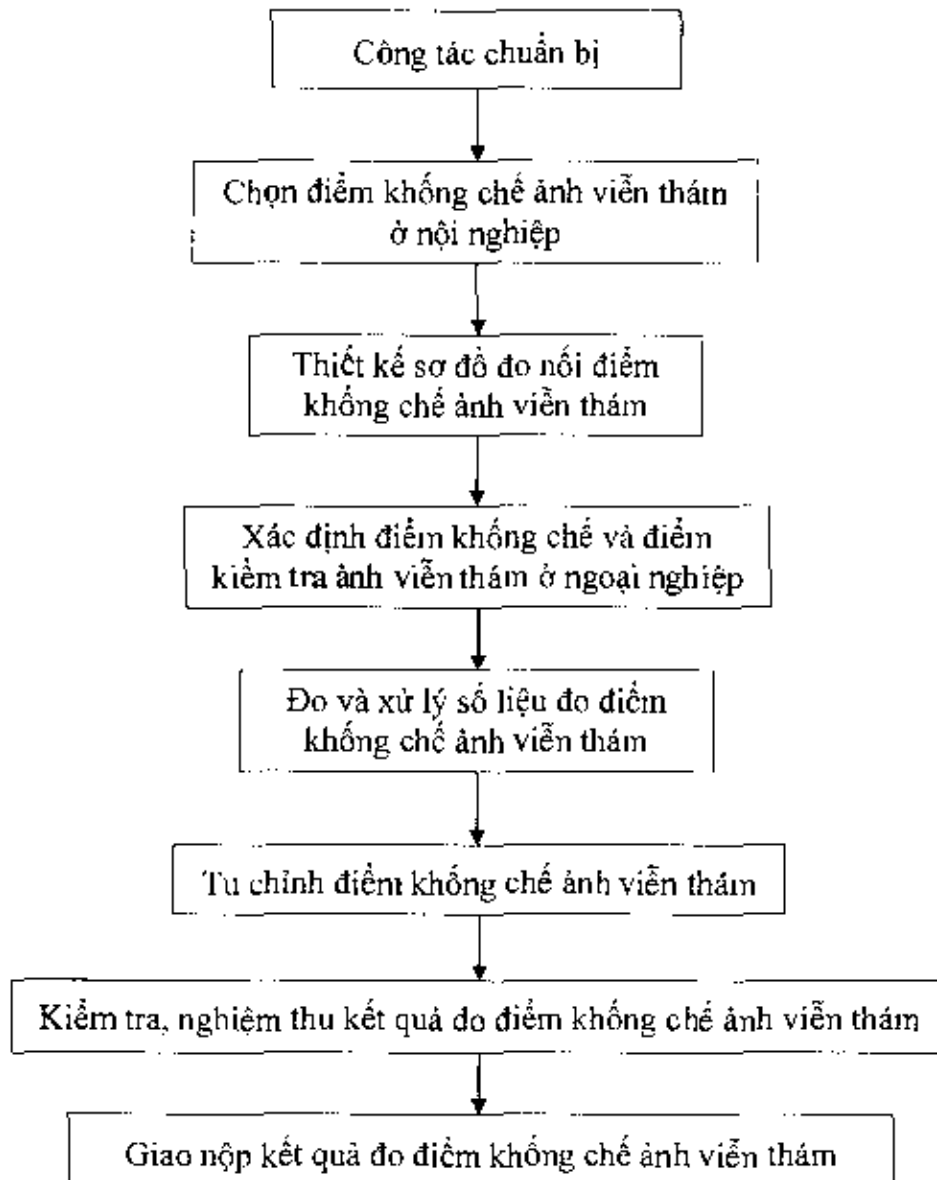 Công tác chuẩn bị
Chọn điểm khống chế ảnh viễn thám
ở nội nghiệp
Thiết kế sơ đồ đo nối điểm
khống chế ảnh viễn thám
Xác định điểm khống chế và điểm
kiểm tra ảnh viễn thám ở ngoại nghiệp
Đo và xử lý số liệu đo điểm
khống chế ảnh viễn thám
Tu chỉnh điểm khống chế ảnh viễn thám
Kiểm tra, nghiệm thu kết quả đo điểm khống chế ảnh viễn thám
Giao nộp kết quả đo điểm khống chế ảnh viễn thám